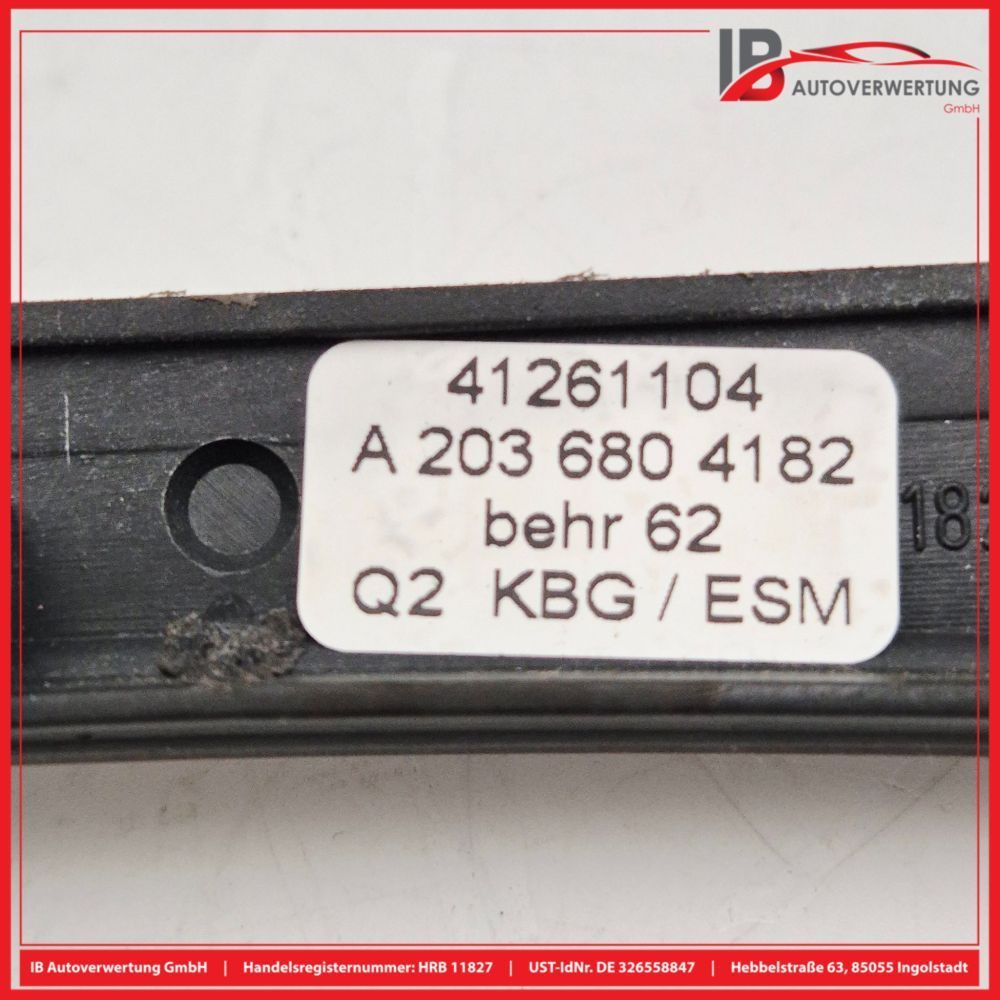 IB
AUTOVERWERTUNG
GmbH
41261104
A 203 680 4182
behr 62
Q2 KBG / ESM
IB Autoverwertung GmbH | Handelsregisternummer: HRB 11827 | UST-IdNr. DE 326558847 | Hebbelstraße 63, 85055 Ingolstadt